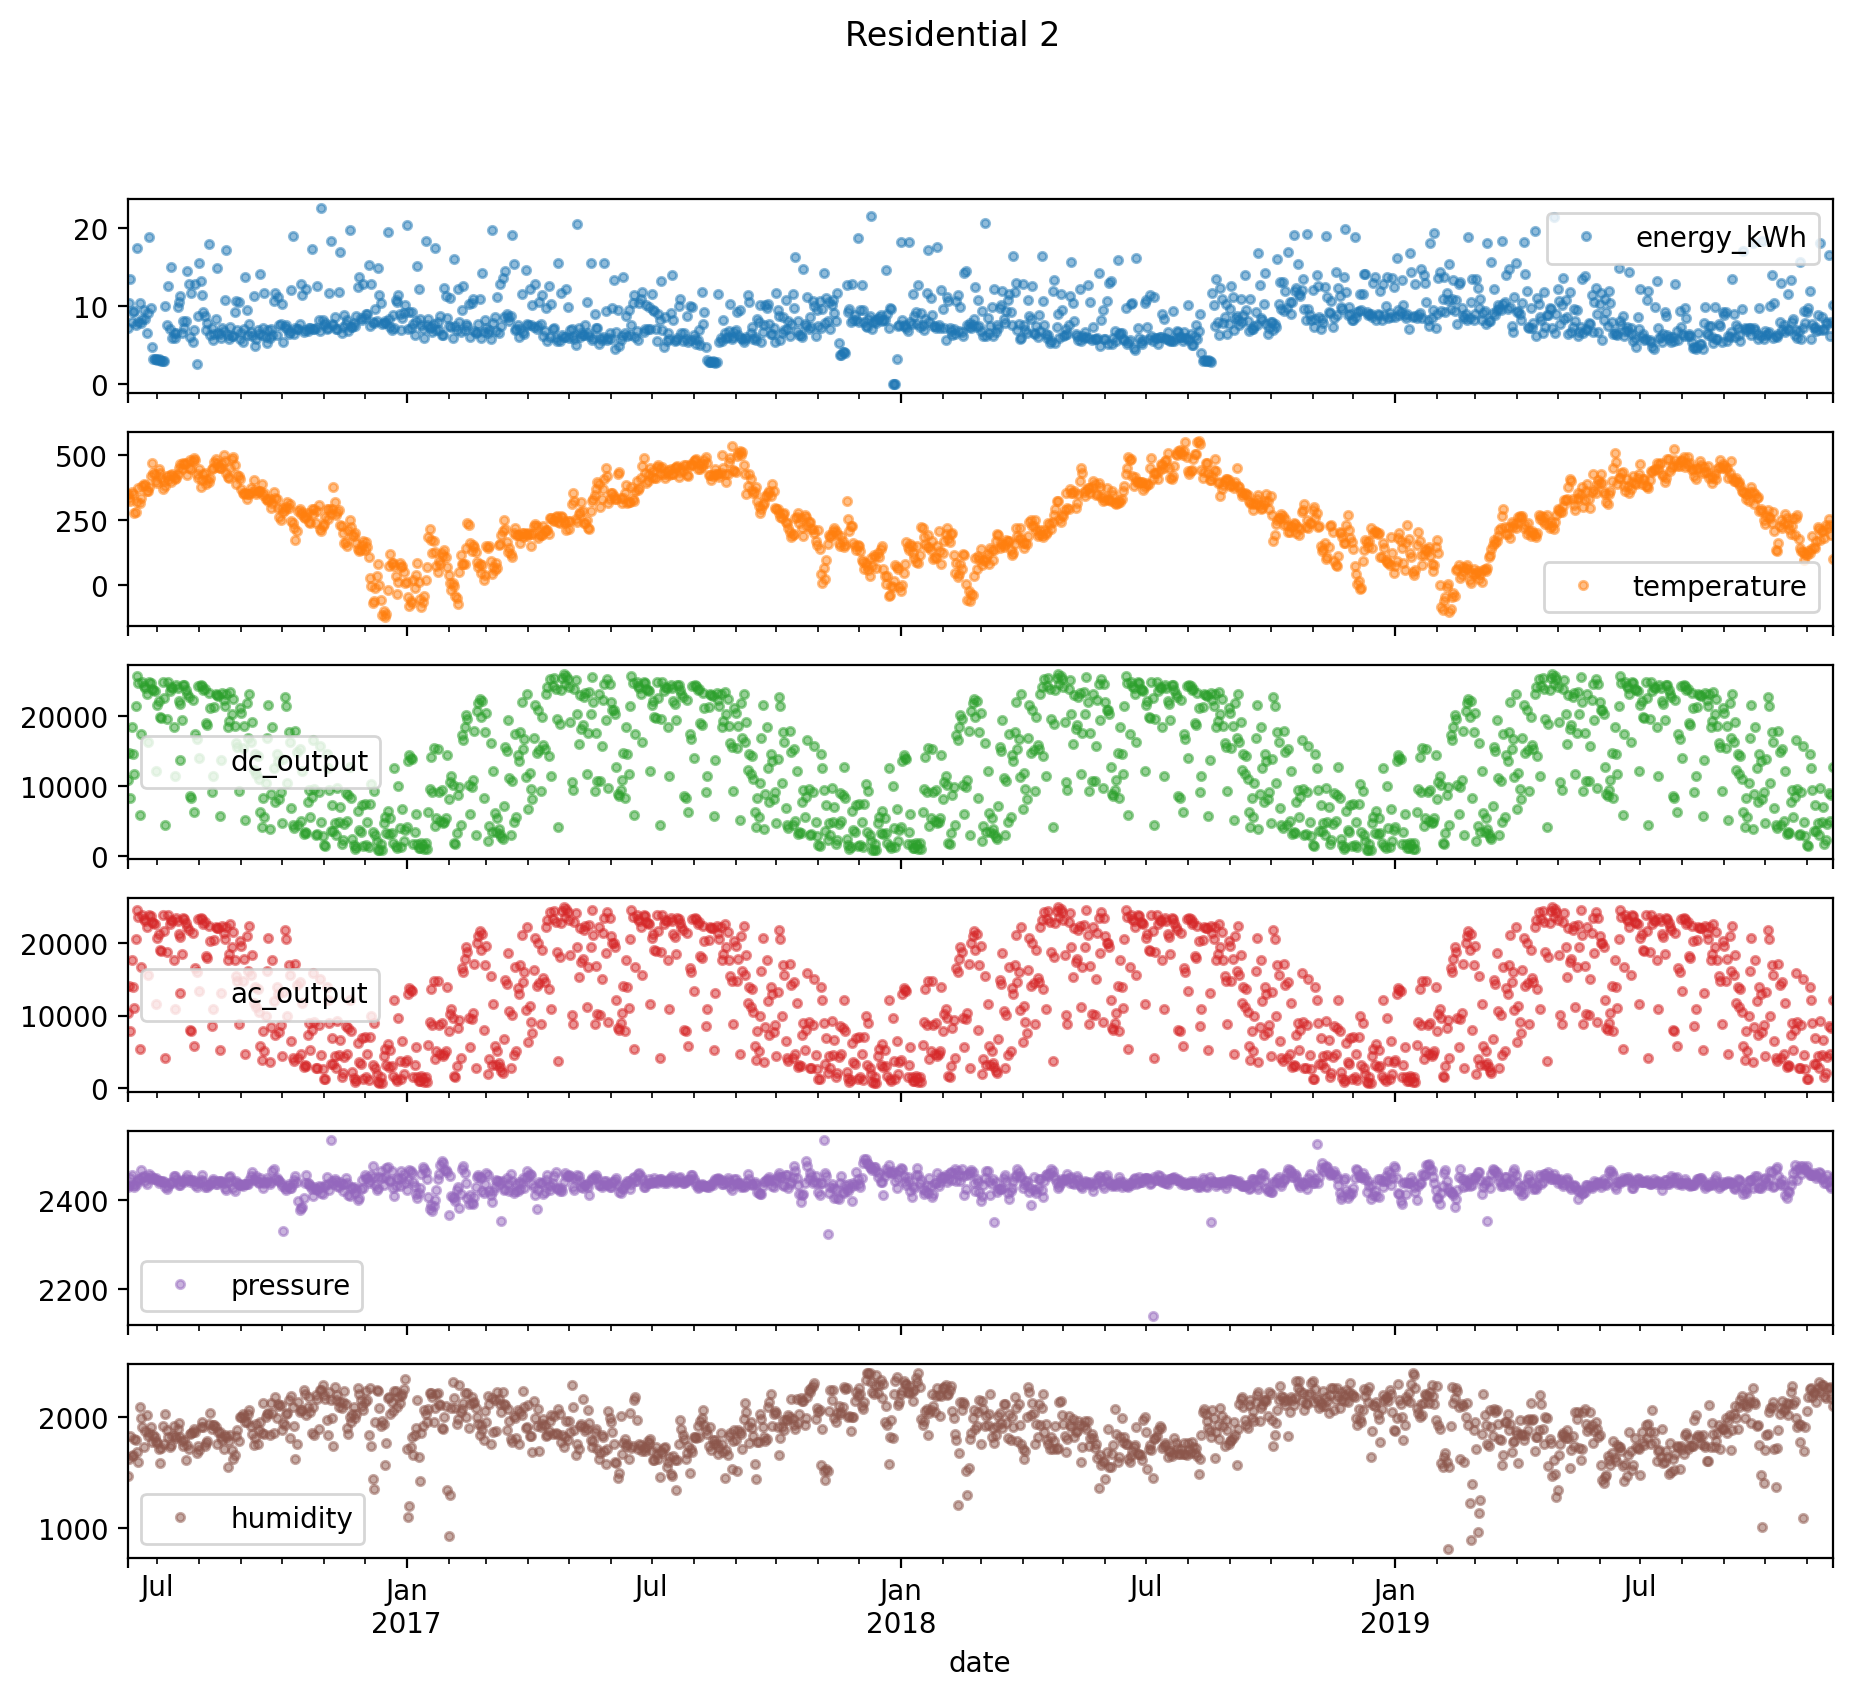 Residential 2
20
10
0
energy_kWh
500
250
0
temperature
20000
10000
0
dc_output
20000
10000
0
ac_output
2400
2200
pressure
2000
1000
humidity
Jul Jan Jul Jan Jul Jan Jul
2017 2018 2019
date